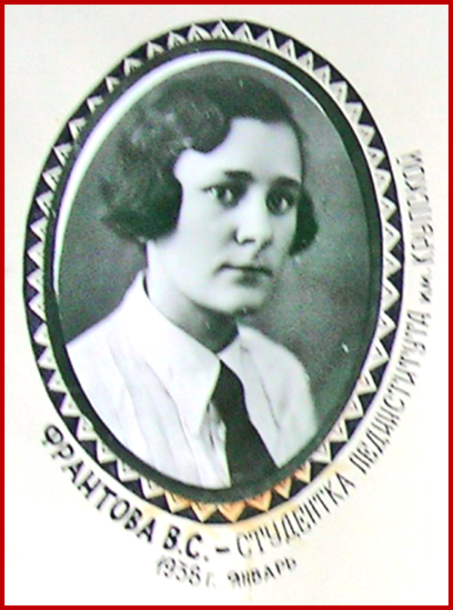 ФРАНТОВА В.С. – СТУДЕНТКА ПЕДИНСТИТУТА им. КРУПСКОЙ
1938 г. ЯНВАРЬ